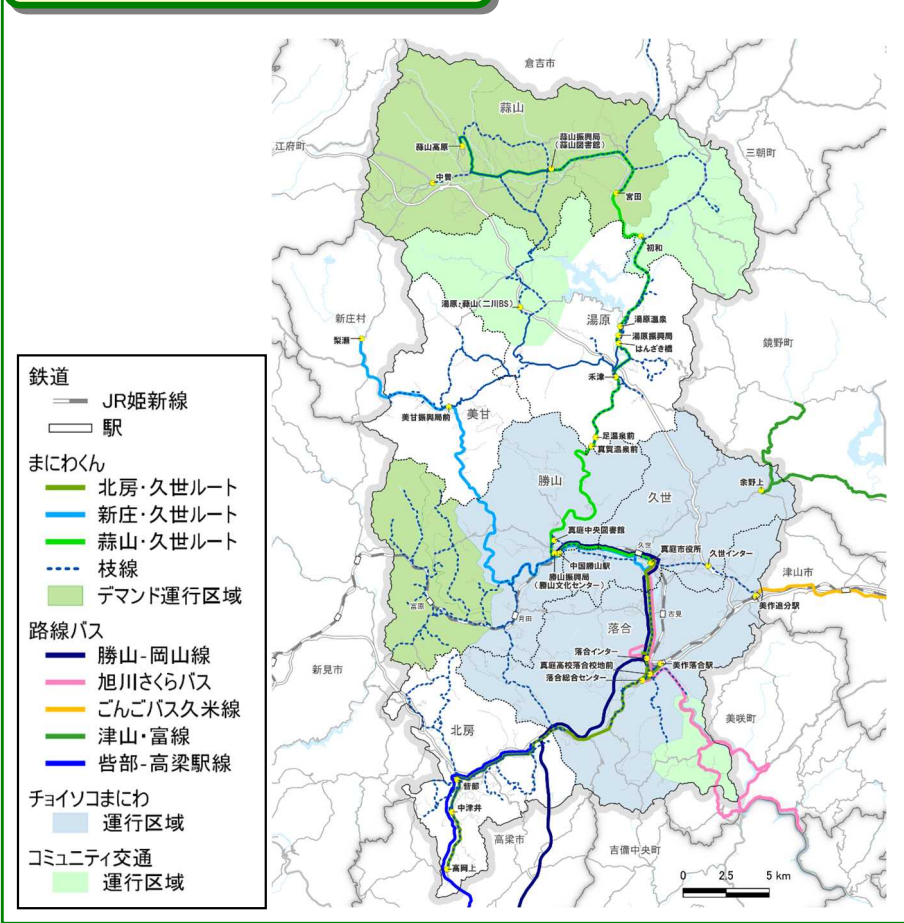 倉吉市
蒜山
江府町
蒜山高原
蒜山振興局
(蒜山図書館)
三朝町
中曽
宮田
初和
湯原・蒜山(二川BS)
新庄村
湯原
湯原温泉
湯原振興局
はんざき橋
梨瀬
鏡野町
禾津
美甘振興局前
美甘
足温泉前
真賀温泉前
勝山
久世
余野上
真庭中央図書館
久世
真庭市役所
久世インター
中国勝山駅
勝山振興局
(勝山文化センター)
津山市
美作追分駅
富原
月田
古見
落合
新見市
落合インター
真庭高校落合校地前
美作落合駅
落合総合センター
美咲町
北房
呰部
中津井
高梁市
吉備中央町
高岡上
0 2.5 5 km
鉄道
JR姫新線
駅
まにわくん
北房・久世ルート
新庄・久世ルート
蒜山・久世ルート
枝線
デマンド運行区域
路線バス
勝山-岡山線
旭川さくらバス
ごんごバス久米線
津山・富線
呰部-高梁駅線
チョイソコまにわ
運行区域
コミュニティ交通
運行区域